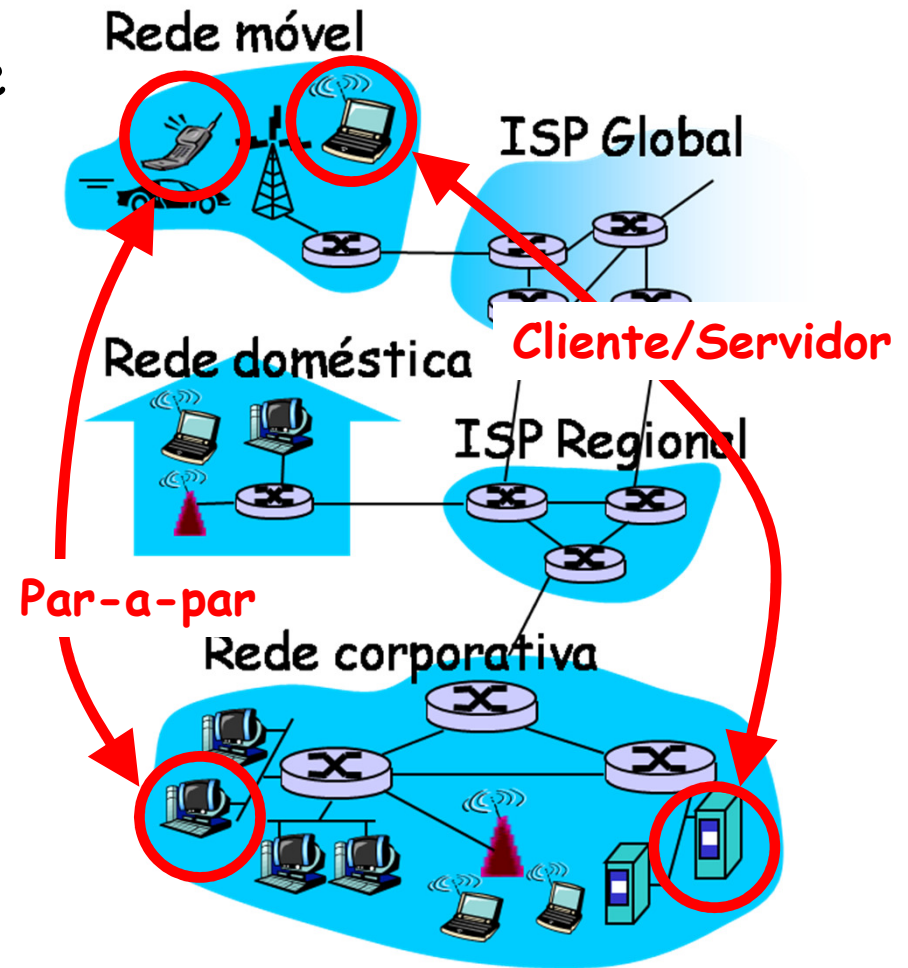 Rede móvel
ISP Global
Cliente/Servidor
Rede doméstica
ISP Regional
Par-a-par
Rede corporativa